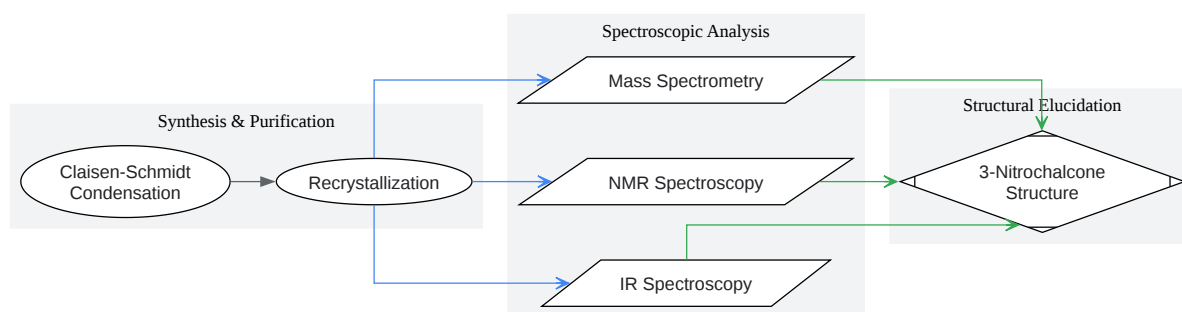 Spectroscopic Analysis
Mass Spectrometry
Synthesis & Purification
Structural Elucidation
Claisen-Schmidt
Condensation
Recrystallization
NMR Spectroscopy
3-Nitrochalcone
Structure
IR Spectroscopy